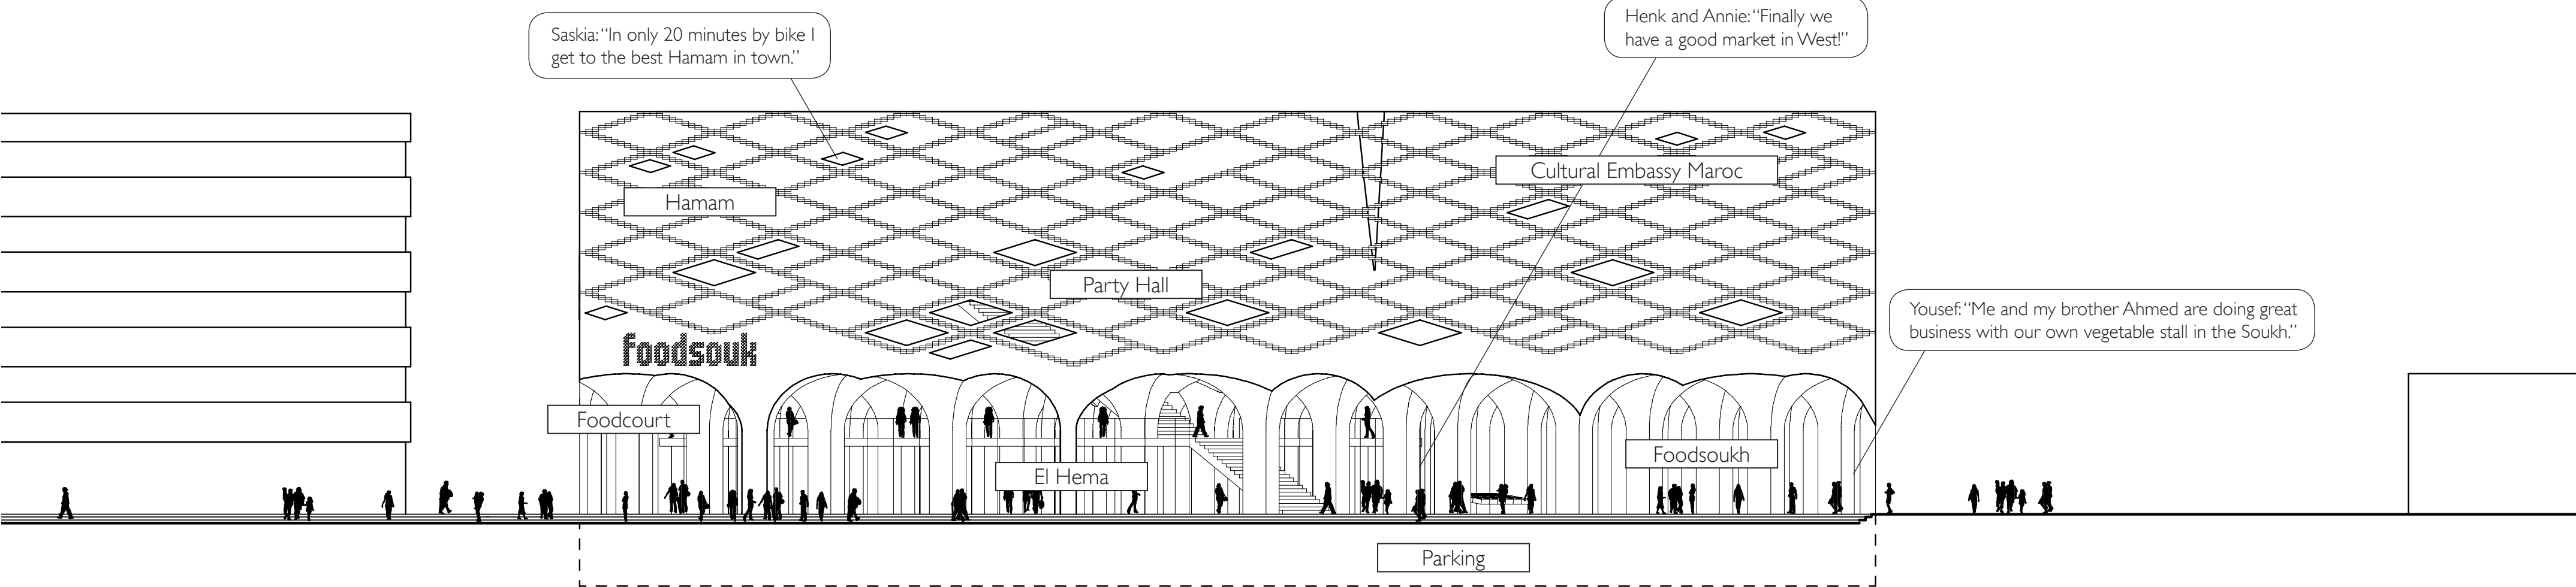 Saskia: “In only 20 minutes by bike I
get to the best Hamam in town.”
Henk and Annie: “Finally we
have a good market in West!”
Cultural Embassy Maroc
Hamam
Party Hall
Yousef: “Me and my brother Ahmed are doing great
business with our own vegetable stall in the Soukh.”
foodsouk
Foodcourt
Foodsoukh
El Hema
Parking